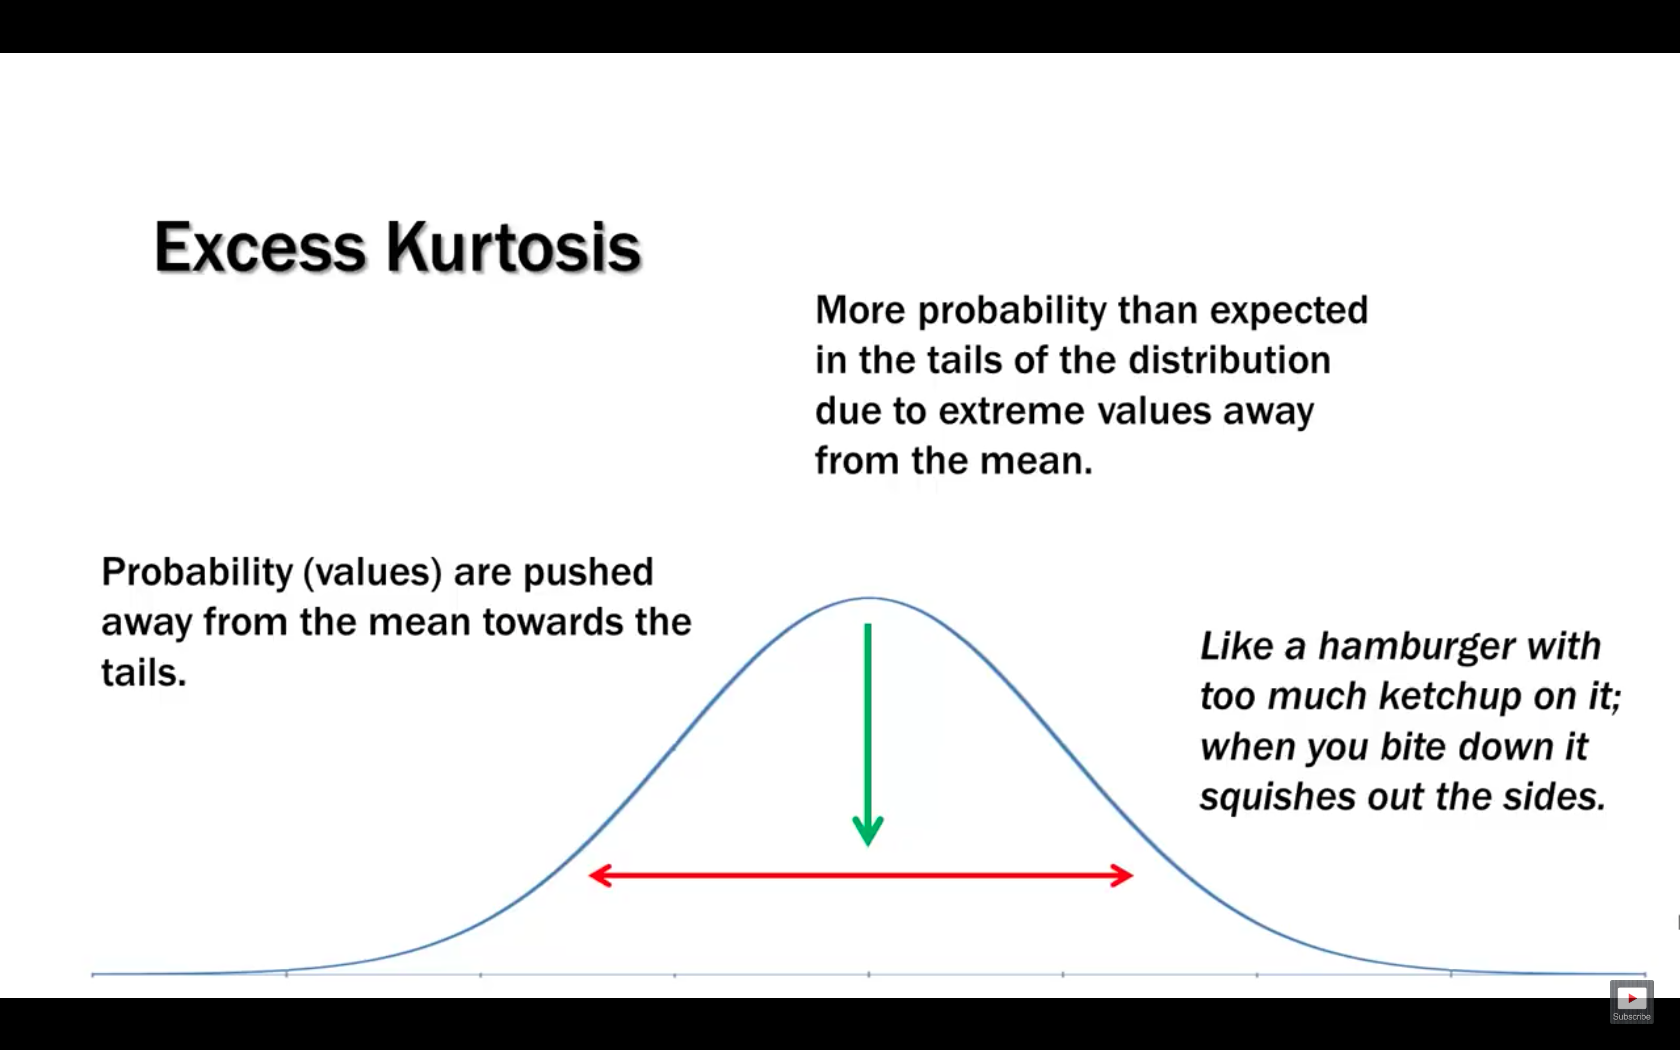 Excess Kurtosis
More probability than expected
in the tails of the distribution
due to extreme values away
from the mean.
Probability (values) are pushed
away from the mean towards the
tails.
Like a hamburger with
too much ketchup on it;
when you bite down it
squishes out the sides.
Subscribe